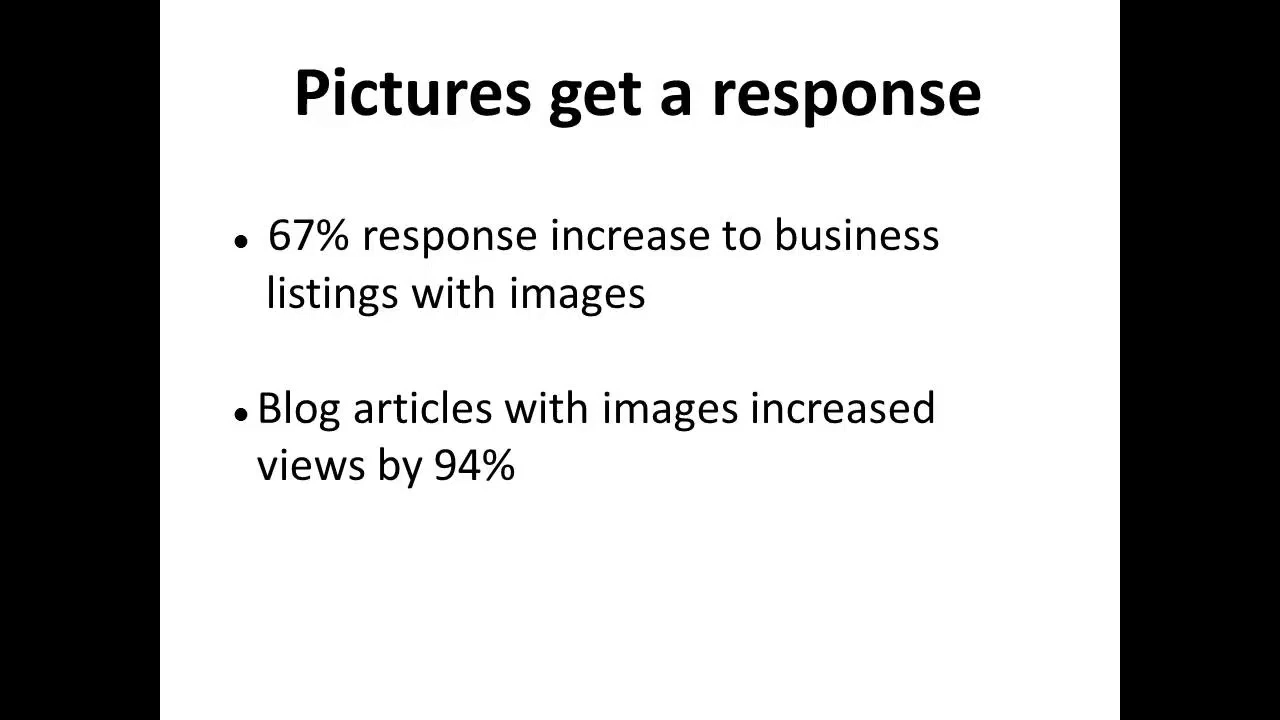 Pictures get a response
• 67% response increase to business
listings with images
• Blog articles with images increased
views by 94%